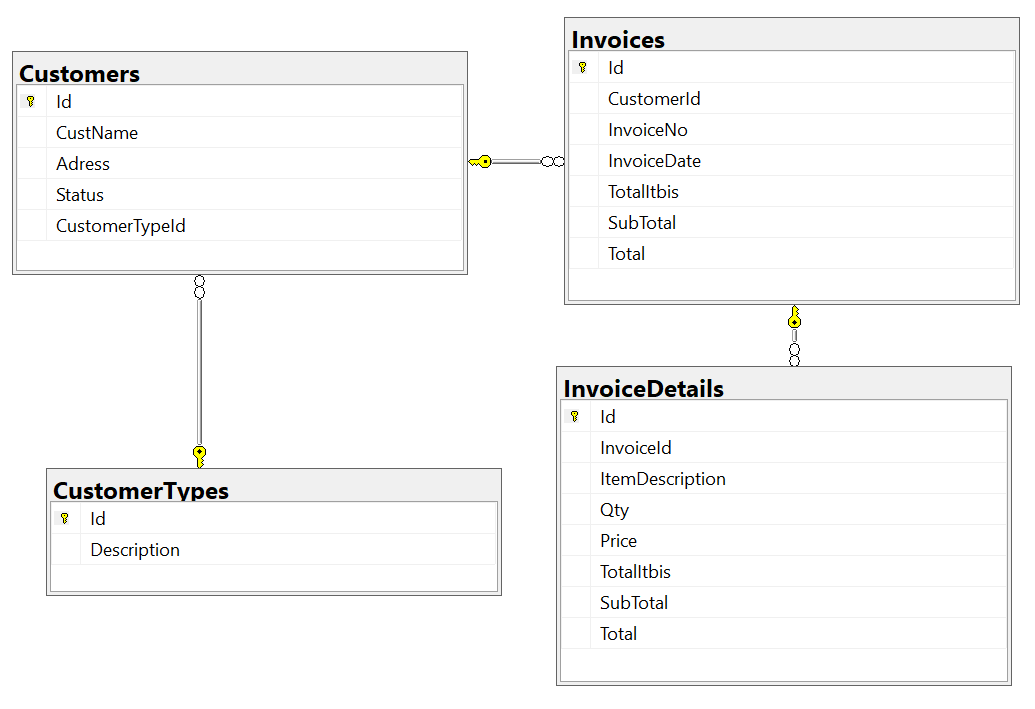 Customers
Id
CustName
Adress
Status
CustomerTypeId
Invoices
Id
CustomerId
InvoiceNo
InvoiceDate
TotalItbis
SubTotal
Total
CustomerTypes
Id
Description
InvoiceDetails
Id
InvoiceId
ItemDescription
Qty
Price
TotalItbis
SubTotal
Total